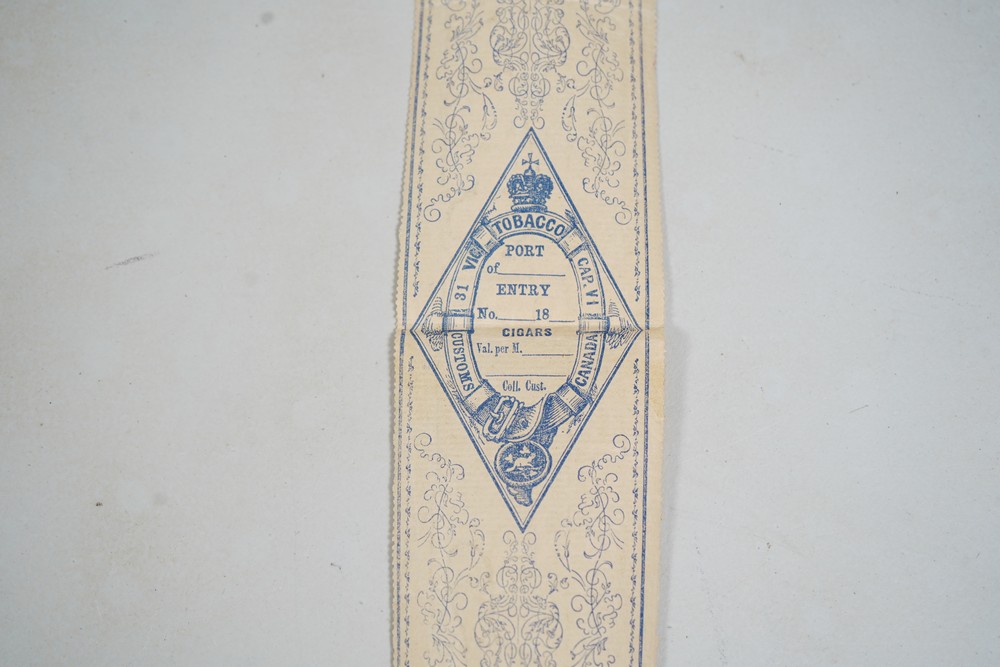 TOBACCO
31 VIC
CAP. VI
CUSTOMS
CANADA
PORT
of
ENTRY
No. 18
CIGARS
Val. per M.
Coll. Cust.